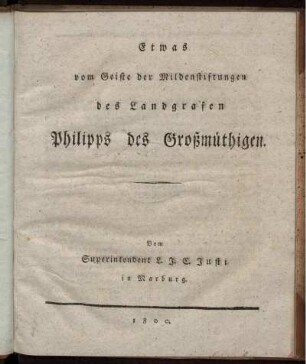 Etwas
vom Geiste der Mildenstiftungen
des Landgrafen
Philipps des Großmüthigen.
Vom
Superintendent L. J. C. Justi
in Marburg.
1800.